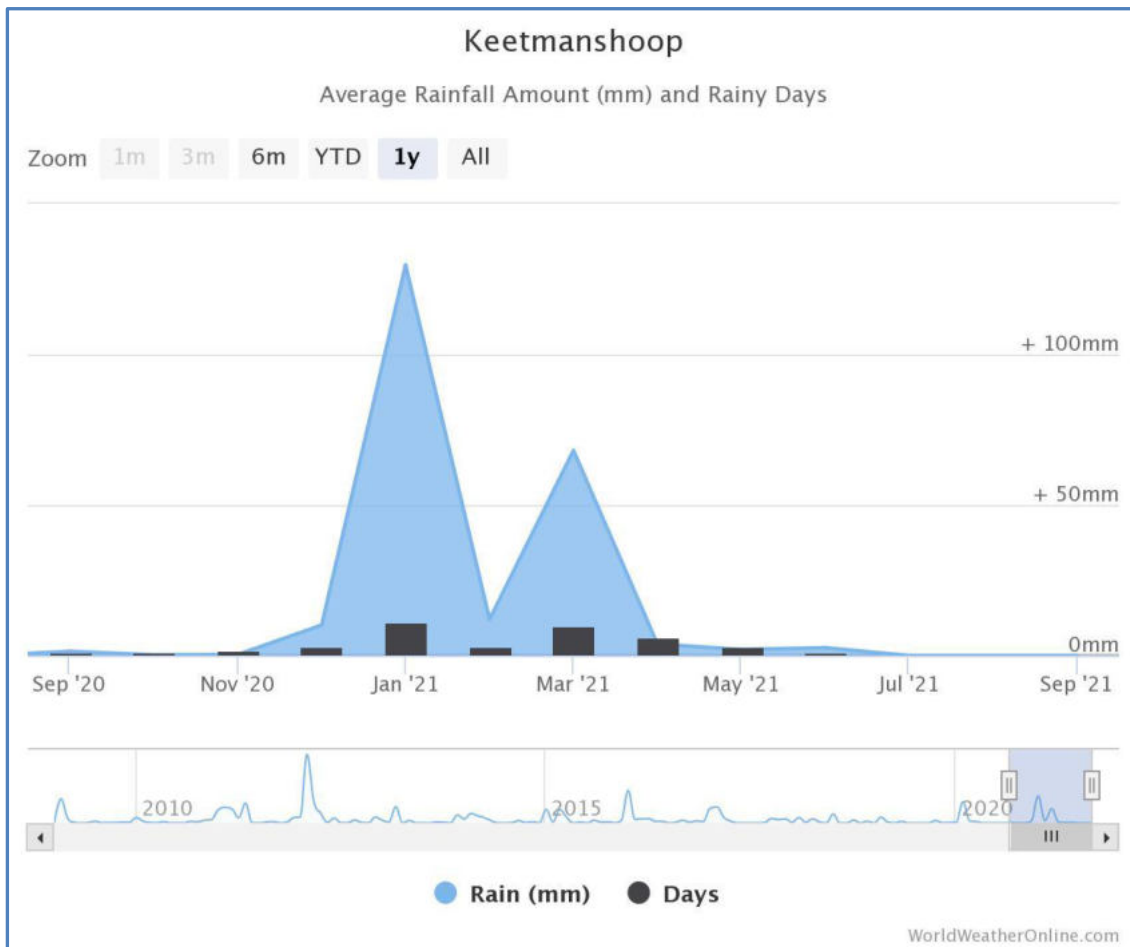 Keetmanshoop
Average Rainfall Amount (mm) and Rainy Days
Zoom 1m 3m 6m YTD 1y All
+ 100mm
+ 50mm
0mm
Sep '20 Nov '20 Jan '21 Mar '21 May '21 Jul '21 Sep '21
2010 2015 2020
Rain (mm) Days
WorldWeatherOnline.com